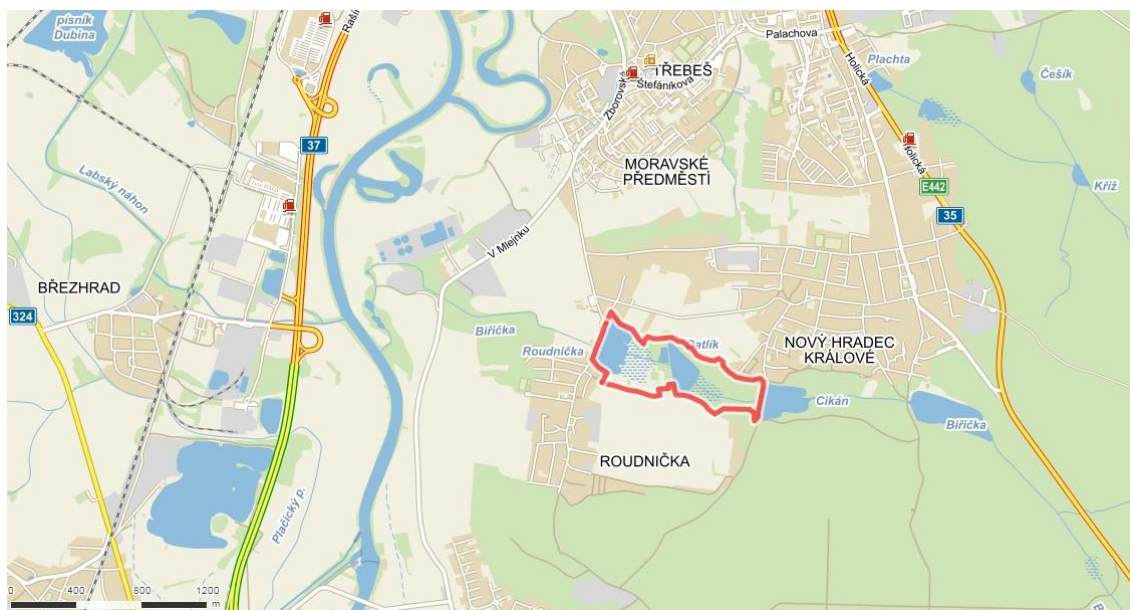 písník
Dubina
Rašín
Palachova
Plachta
Holická
Češík
TŘEBEŠ
Štefánikova
Zborovská
37
MORAVSKÉ
PŘEDMĚSTÍ
Holická
E442
Kříž
Labský náhon
35
V Mlejnku
BŘEZHRAD
324
Biřička
Roudnička
Datlík
NOVÝ HRADEC
KRÁLOVÉ
Cikán
Biřička
ROUDNIČKA
Plačický p.
0 400 800 1200
m